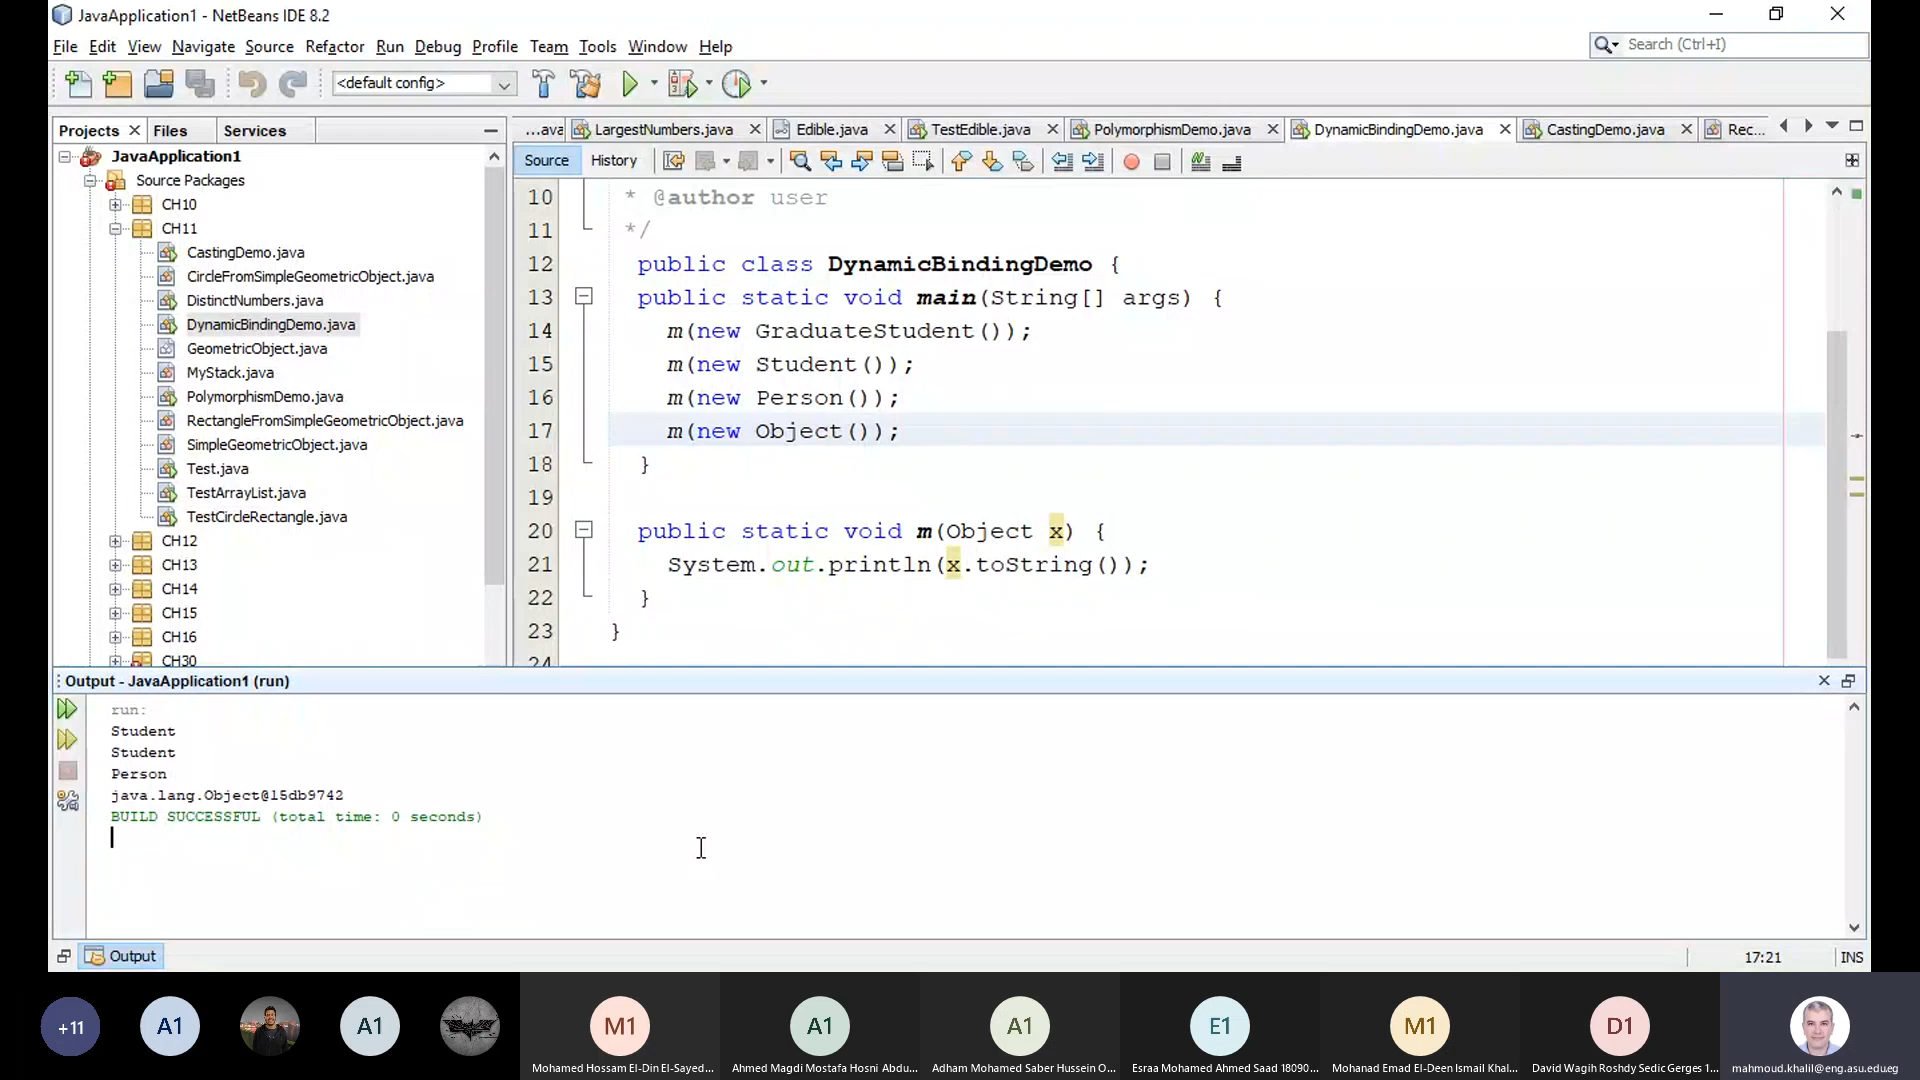 JavaApplication1 - NetBeans IDE 8.2
File Edit View Navigate Source Refactor Run Debug Profile Team Tools Window Help
Search (Ctrl+I)
<default config>
Projects Files Services
...ava LargestNumbers.java Edible.java TestEdible.java PolymorphismDemo.java DynamicBindingDemo.java CastingDemo.java Rec...
Source History
JavaApplication1
Source Packages
CH10
CH11
CastingDemo.java
CircleFromSimpleGeometricObject.java
DistinctNumbers.java
DynamicBindingDemo.java
GeometricObject.java
MyStack.java
PolymorphismDemo.java
RectangleFromSimpleGeometricObject.java
SimpleGeometricObject.java
Test.java
TestArrayList.java
TestCircleRectangle.java
CH12
CH13
CH14
CH15
CH16
CH30
10 * @author user
11 */
12 public class DynamicBindingDemo {
13 public static void main(String[] args) {
14 m(new GraduateStudent());
15 m(new Student());
16 m(new Person());
17 m(new Object());
18 }
19
20 public static void m(Object x) {
21 System.out.println(x.toString());
22 }
23 }
24
Output - JavaApplication1 (run)
run:
Student
Student
Person
java.lang.Object@15db9742
BUILD SUCCESSFUL (total time: 0 seconds)
Output
17:21 INS
+11 A1 A1 M1 A1 A1 E1 M1 D1
Mohamed Hossam El-Din El-Sayed...
Ahmed Magdi Mostafa Hosni Abdu...
Adham Mohamed Saber Hussein O...
Esraa Mohamed Ahmed Saad 18090...
Mohanad Emad El-Deen Ismail Khal...
David Wagih Roshdy Sedic Gerges 1...
mahmoud.khalil@eng.asu.edu.eg